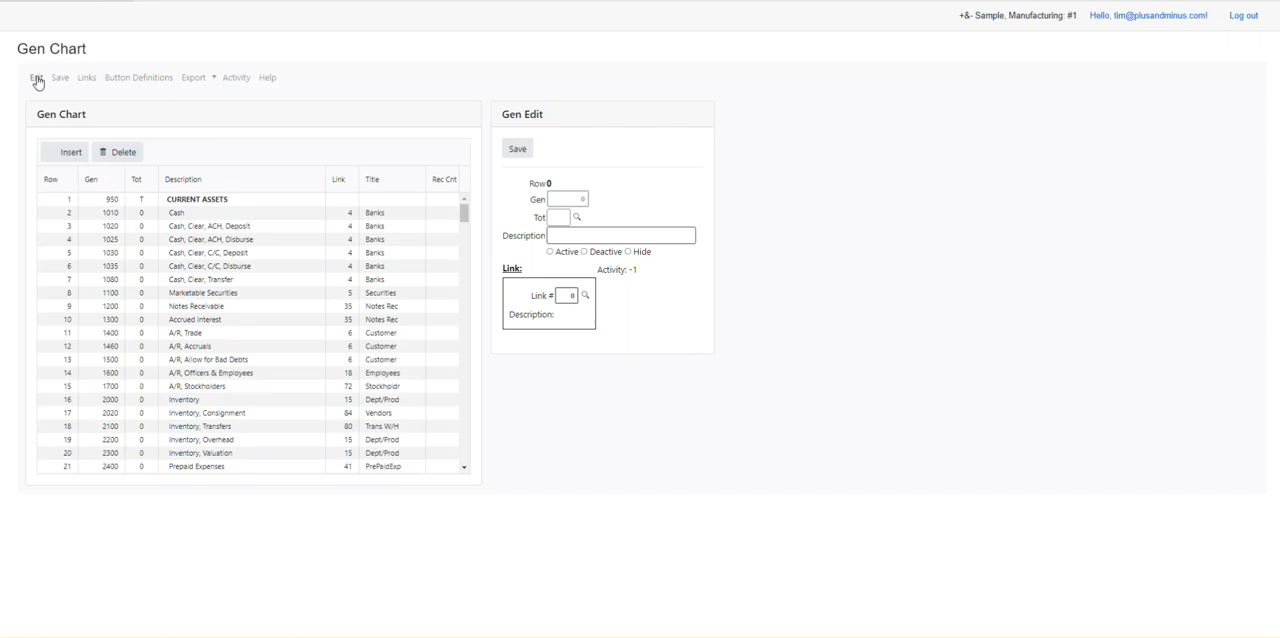 +&- Sample, Manufacturing: #1 Hello, tim@plusandminus.com! Log out
Gen Chart
Exit Save Links Button Definitions Export Activity Help
Gen Chart
Insert Delete
Row Gen Tot Description Link Title Rec Cnt
1 950 T CURRENT ASSETS
2 1010 0 Cash 4 Banks
3 1020 0 Cash, Clear, ACH, Deposit 4 Banks
4 1025 0 Cash, Clear, ACH, Disburse 4 Banks
5 1030 0 Cash, Clear, C/C, Deposit 4 Banks
6 1035 0 Cash, Clear, C/C, Disburse 4 Banks
7 1080 0 Cash, Clear, Transfer 4 Banks
8 1100 0 Marketable Securities 5 Securities
9 1200 0 Notes Receivable 35 Notes Rec
10 1300 0 Accrued Interest 35 Notes Rec
11 1400 0 A/R, Trade 6 Customer
12 1460 0 A/R, Accruals 6 Customer
13 1500 0 A/R, Allow for Bad Debts 6 Customer
14 1600 0 A/R, Officers & Employees 18 Employees
15 1700 0 A/R, Stockholders 72 Stockholdr
16 2000 0 Inventory 15 Dept/Prod
17 2020 0 Inventory, Consignment 84 Vendors
18 2100 0 Inventory, Transfers 80 Trans W/H
19 2200 0 Inventory, Overhead 15 Dept/Prod
20 2300 0 Inventory, Valuation 15 Dept/Prod
21 2400 0 Prepaid Expenses 41 PrePaidExp
Gen Edit
Save
Row 0
Gen 0
Tot
Description
Active Deactive Hide
Link: Activity: -1
Link # 0
Description: